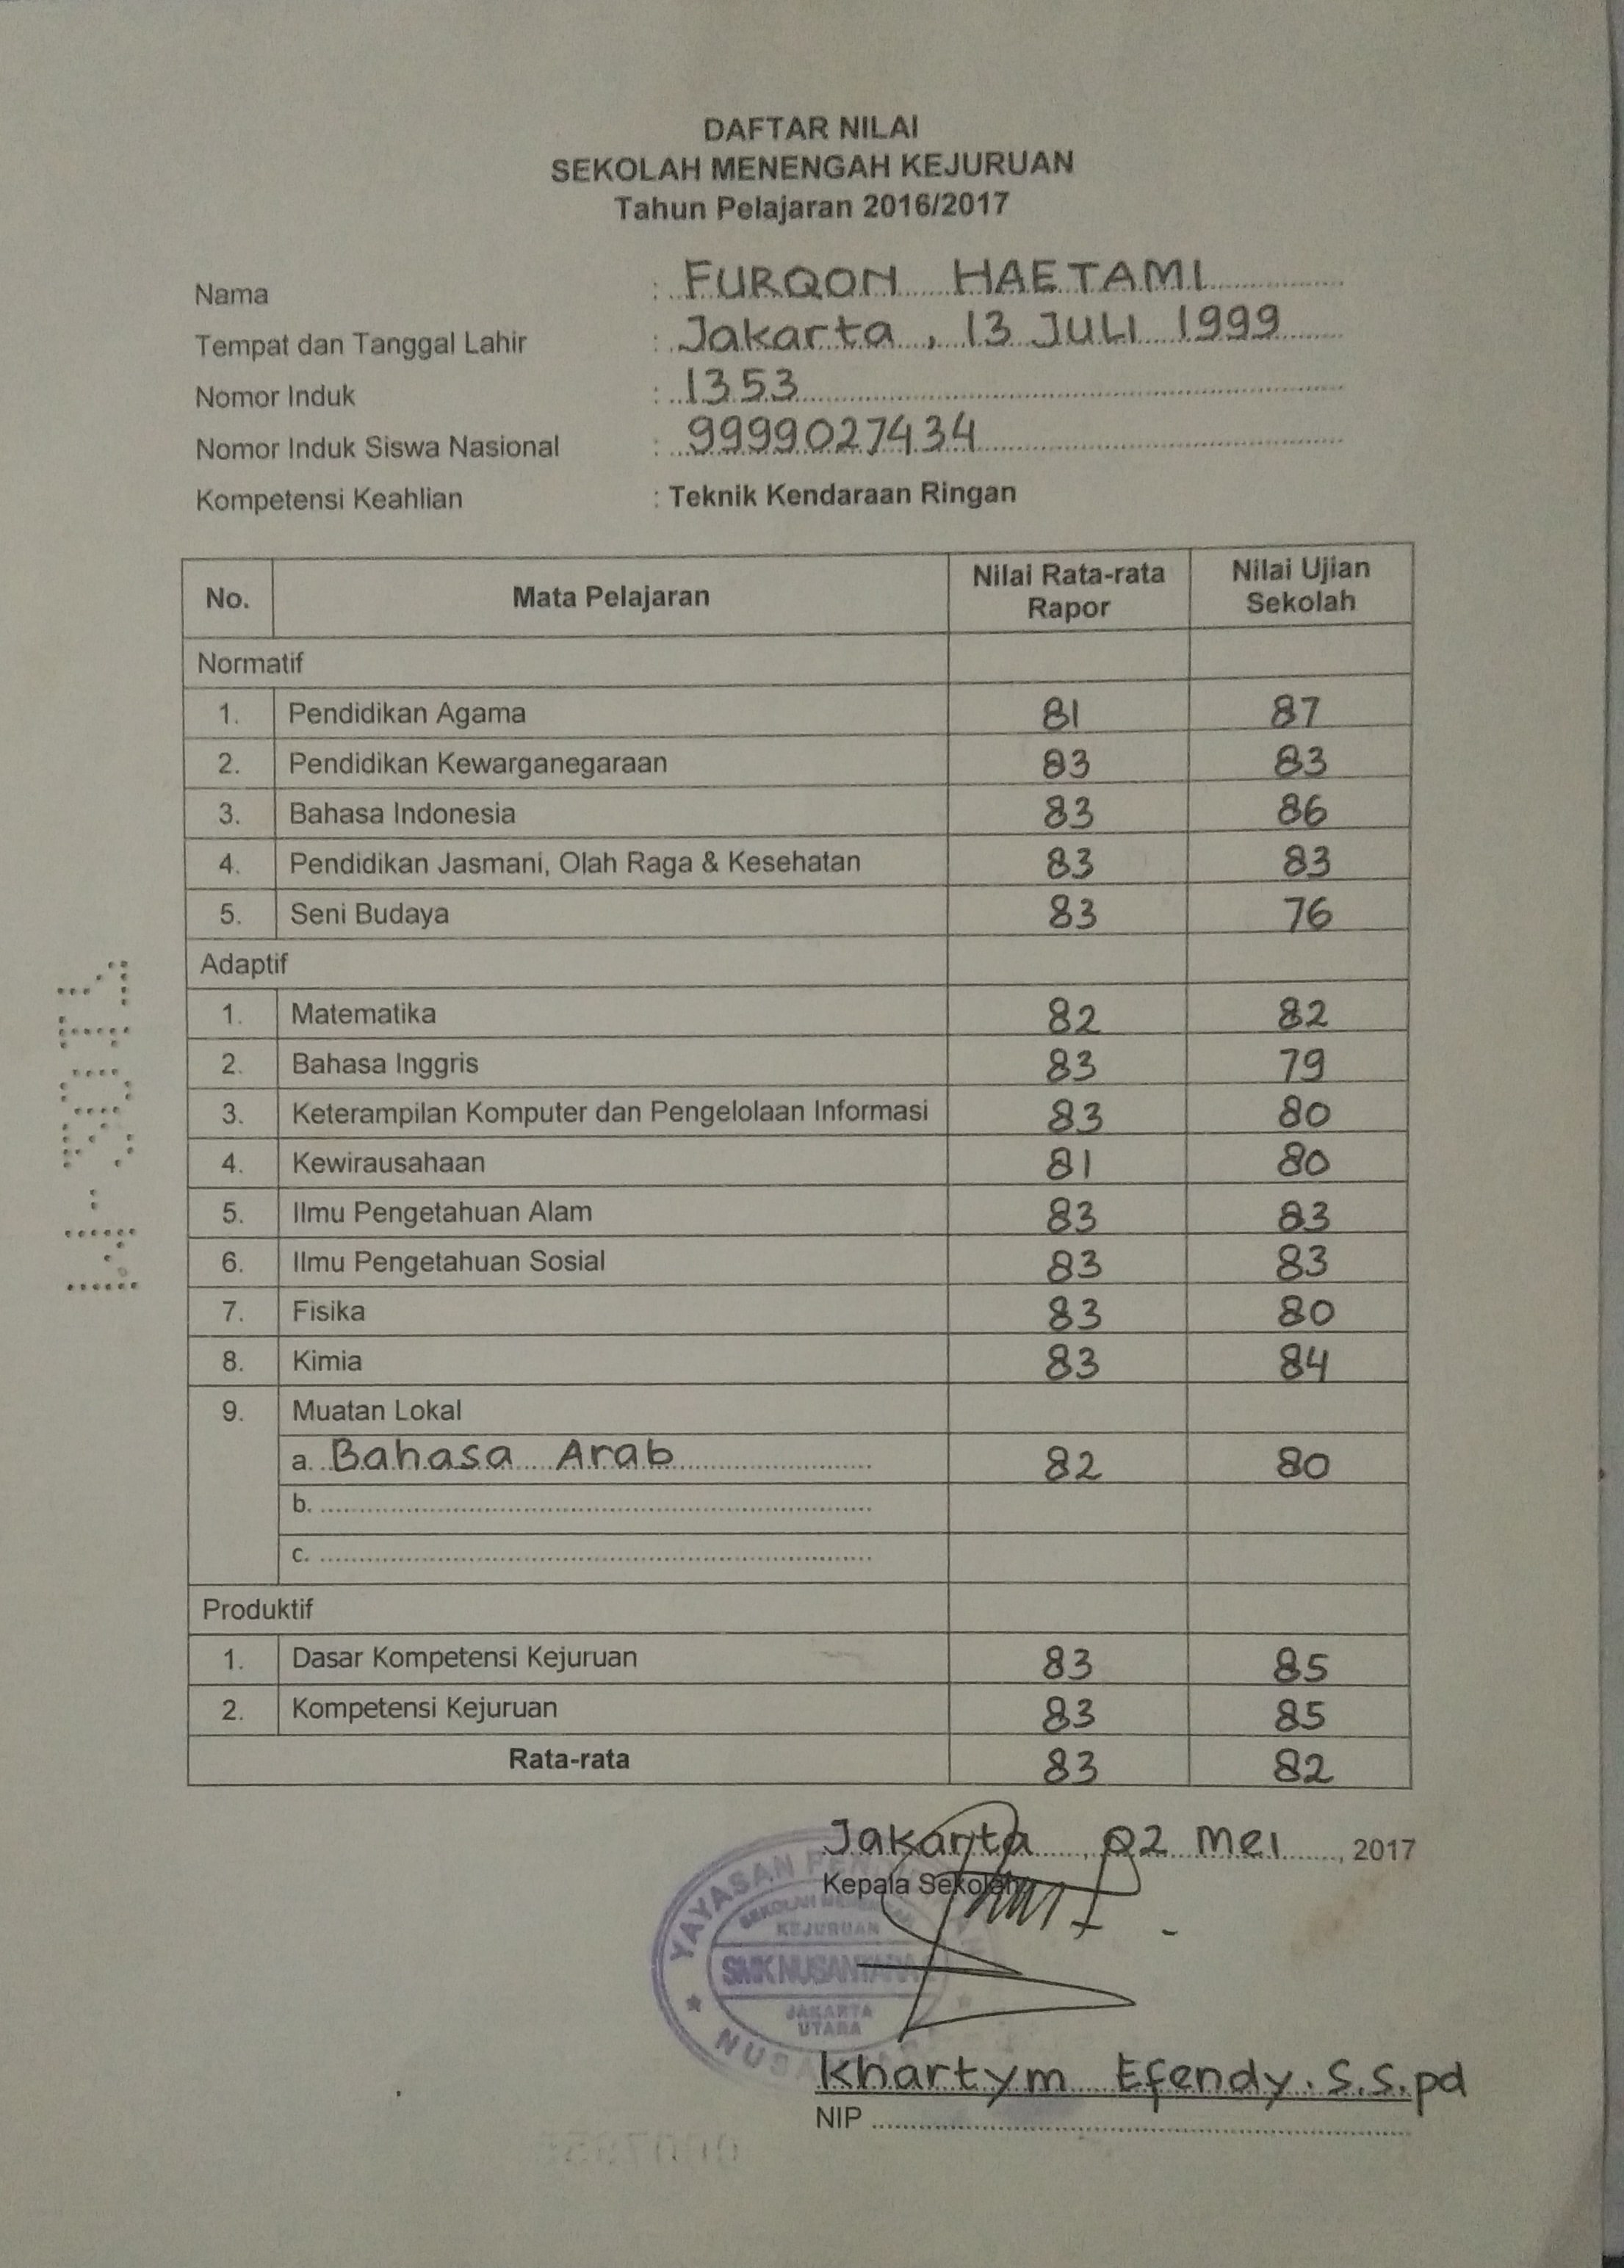 DAFTAR NILAI
SEKOLAH MENENGAH KEJURUAN
Tahun Pelajaran 2016/2017
Nama : FURQON HAETAMI
Tempat dan Tanggal Lahir : Jakarta, 13 JULI 1999
Nomor Induk : 1353
Nomor Induk Siswa Nasional : 9999027434
Kompetensi Keahlian : Teknik Kendaraan Ringan
No. Mata Pelajaran Nilai Rata-rata Rapor Nilai Ujian Sekolah
Normatif
1. Pendidikan Agama 81 87
2. Pendidikan Kewarganegaraan 83 83
3. Bahasa Indonesia 83 86
4. Pendidikan Jasmani, Olah Raga & Kesehatan 83 83
5. Seni Budaya 83 76
Adaptif
1. Matematika 82 82
2. Bahasa Inggris 83 79
3. Keterampilan Komputer dan Pengelolaan Informasi 83 80
4. Kewirausahaan 81 80
5. Ilmu Pengetahuan Alam 83 83
6. Ilmu Pengetahuan Sosial 83 83
7. Fisika 83 80
8. Kimia 83 84
9. Muatan Lokal
a. Bahasa Arab 82 80
b.
c.
Produktif
1. Dasar Kompetensi Kejuruan 83 85
2. Kompetensi Kejuruan 83 85
Rata-rata 83 82
Jakarta, 02 Mei, 2017
Kepala Sekolah
YAYASAN
KEJURUAN
SMK NUSANTARA
JAKARTA
UTARA
Khartym Efendy. S.S.pd
NIP